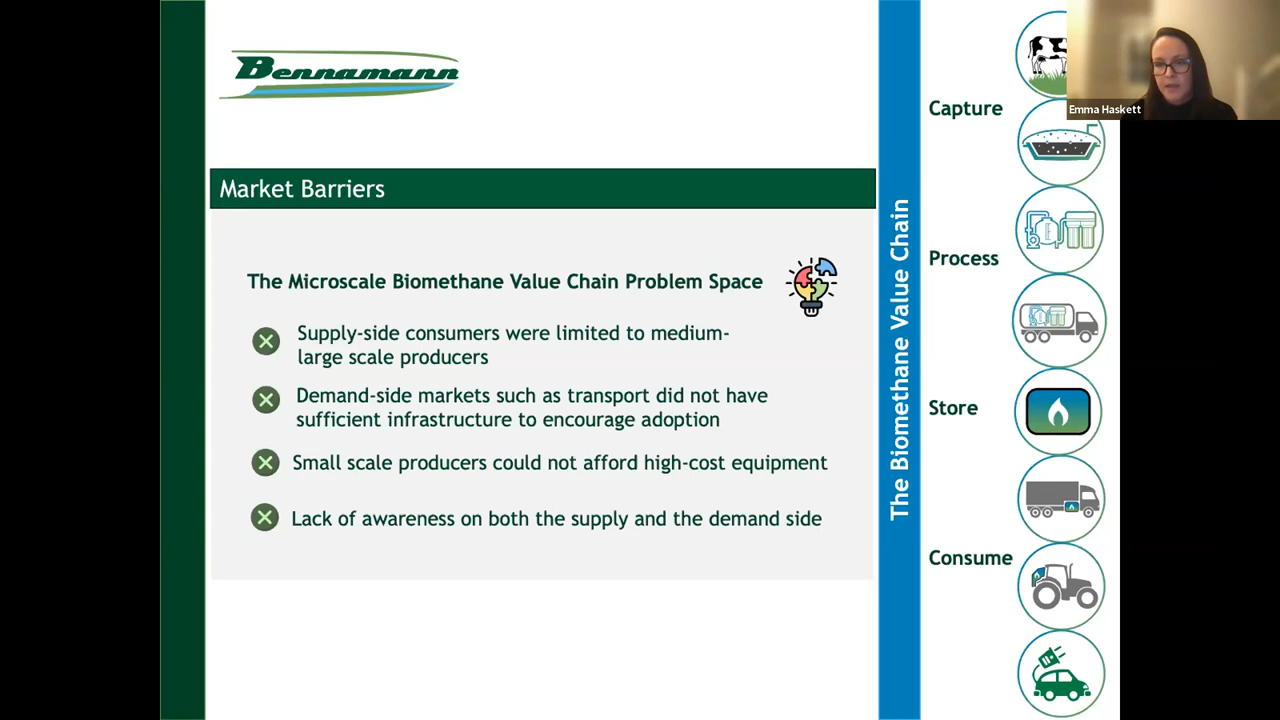 Bennamann
Market Barriers
The Microscale Biomethane Value Chain Problem Space
Supply-side consumers were limited to medium-
large scale producers
Demand-side markets such as transport did not have
sufficient infrastructure to encourage adoption
Small scale producers could not afford high-cost equipment
Lack of awareness on both the supply and the demand side
The Biomethane Value Chain
Capture
Process
Store
Consume
Emma Haskett